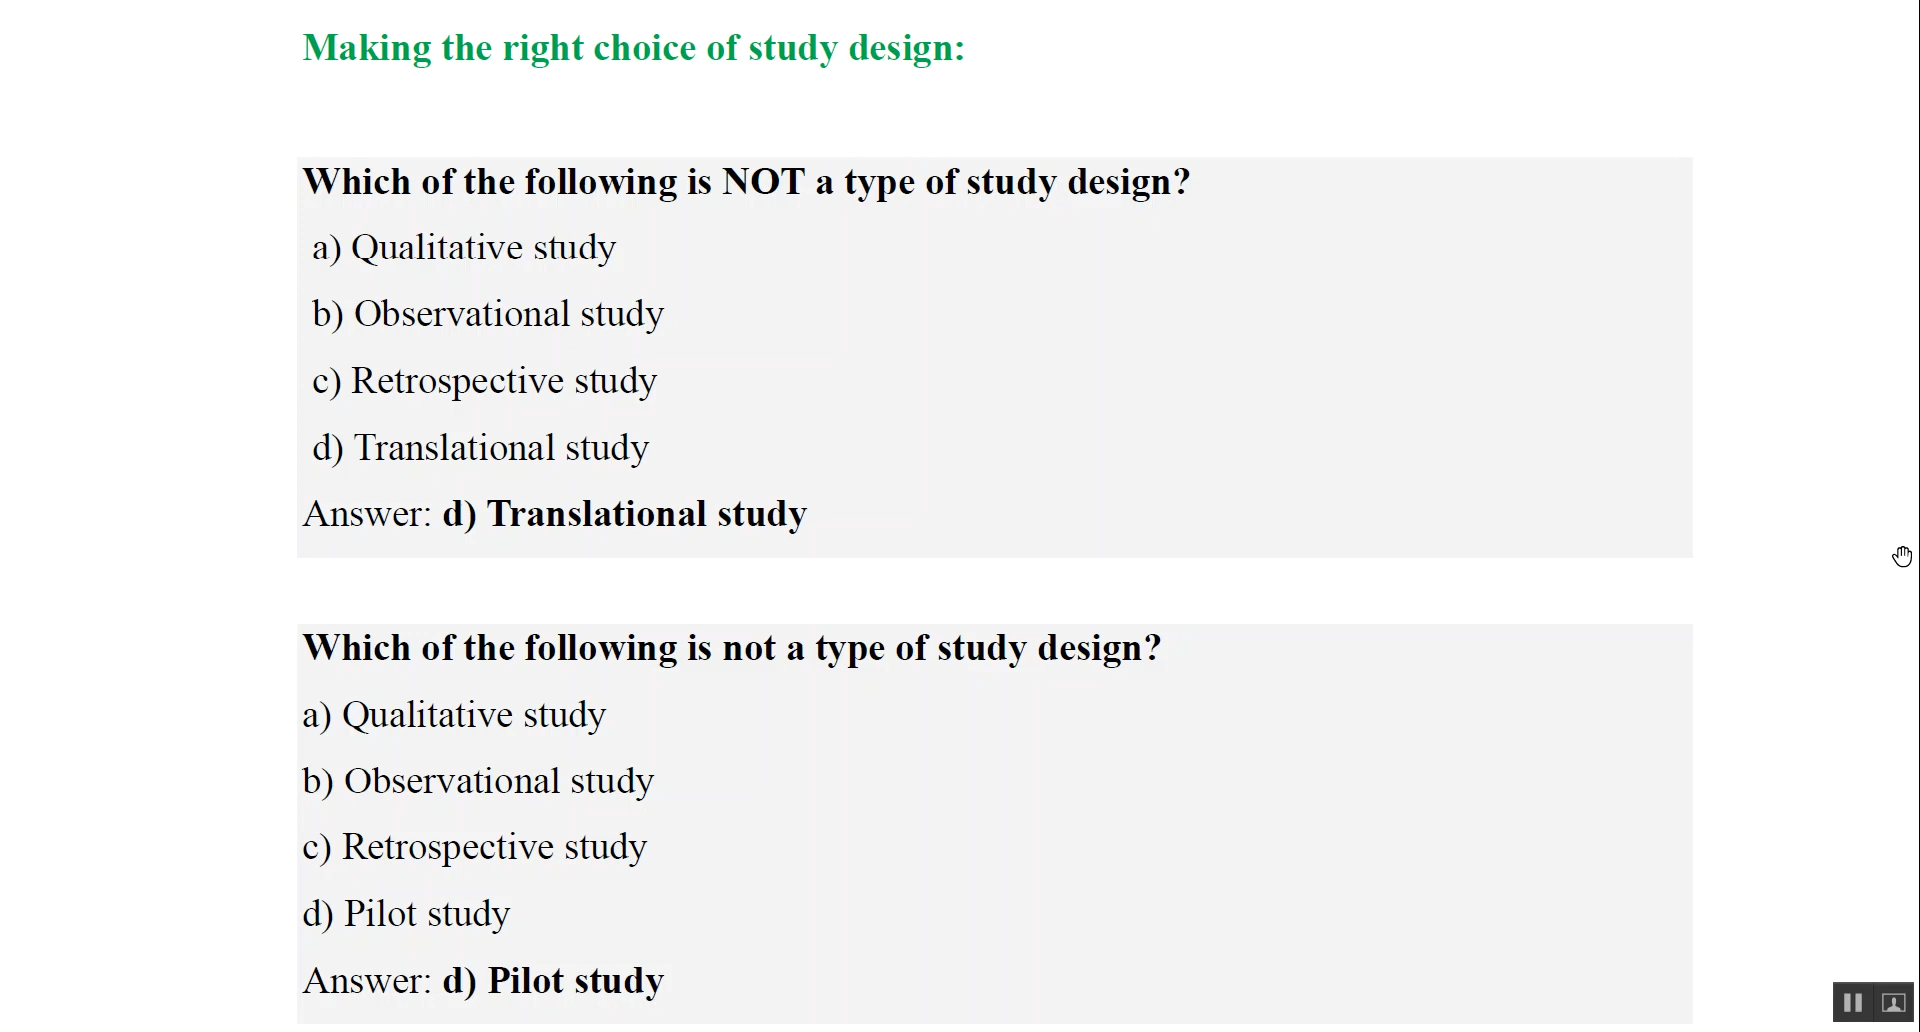 Making the right choice of study design:
Which of the following is NOT a type of study design?
a) Qualitative study
b) Observational study
c) Retrospective study
d) Translational study
Answer: d) Translational study
Which of the following is not a type of study design?
a) Qualitative study
b) Observational study
c) Retrospective study
d) Pilot study
Answer: d) Pilot study